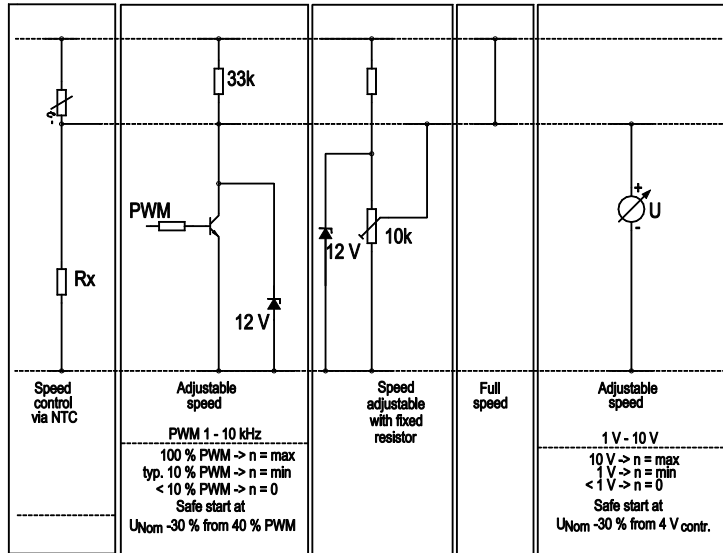 33k
PWM
12 V
Rx
12 V
10k
+
U
-
Speed
control
via NTC
Adjustable
speed
PWM 1 - 10 kHz
100 % PWM -> n = max
typ. 10 % PWM -> n = min
< 10 % PWM -> n = 0
Safe start at
UNom -30 % from 40 % PWM
Speed
adjustable
with fixed
resistor
Full
speed
Adjustable
speed
1 V - 10 V
10 V -> n = max
1 V -> n = min
< 1 V -> n = 0
Safe start at
UNom -30 % from 4 V contr.